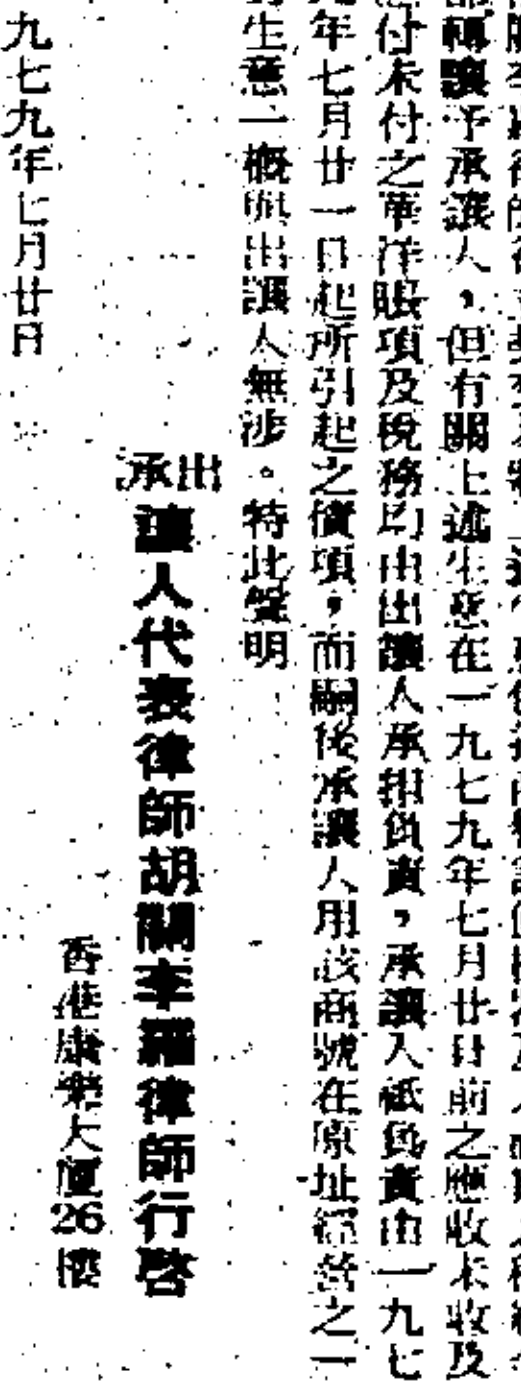 部轉讓予承讓人，但有關上述生意在一九七九年七月廿日前之應收未收及
付未付之華洋賬項及稅務均由出讓人承担負責，承讓人祇負責由一九七
年七月廿一日起所引起之債項，而嗣後承讓人用該商號在原址經營之一
生意一概與出讓人無涉。特此聲明
出
承讓人代表律師胡關李羅律師行啓
香港康樂大廈26樓
九七九年七月廿日